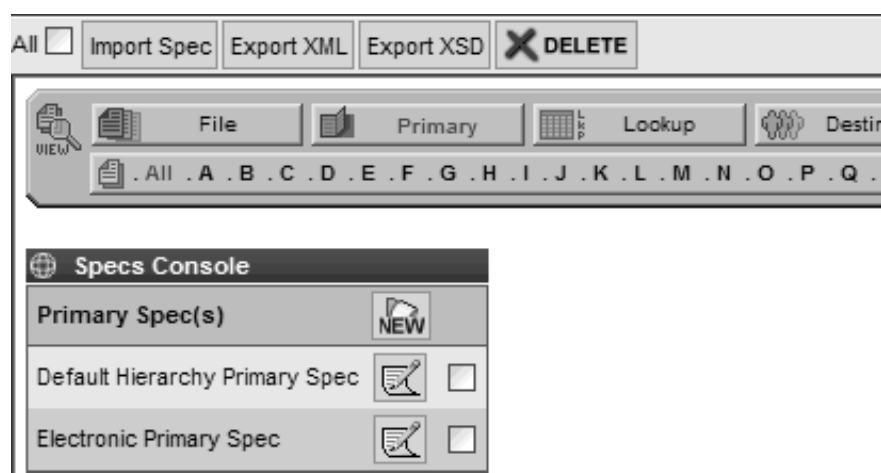 All Import Spec Export XML Export XSD DELETE
VIEW File Primary Lookup Destin
. All . A . B . C . D . E . F . G . H . I . J . K . L . M . N . O . P . Q .
Specs Console
Primary Spec(s) NEW
Default Hierarchy Primary Spec
Electronic Primary Spec